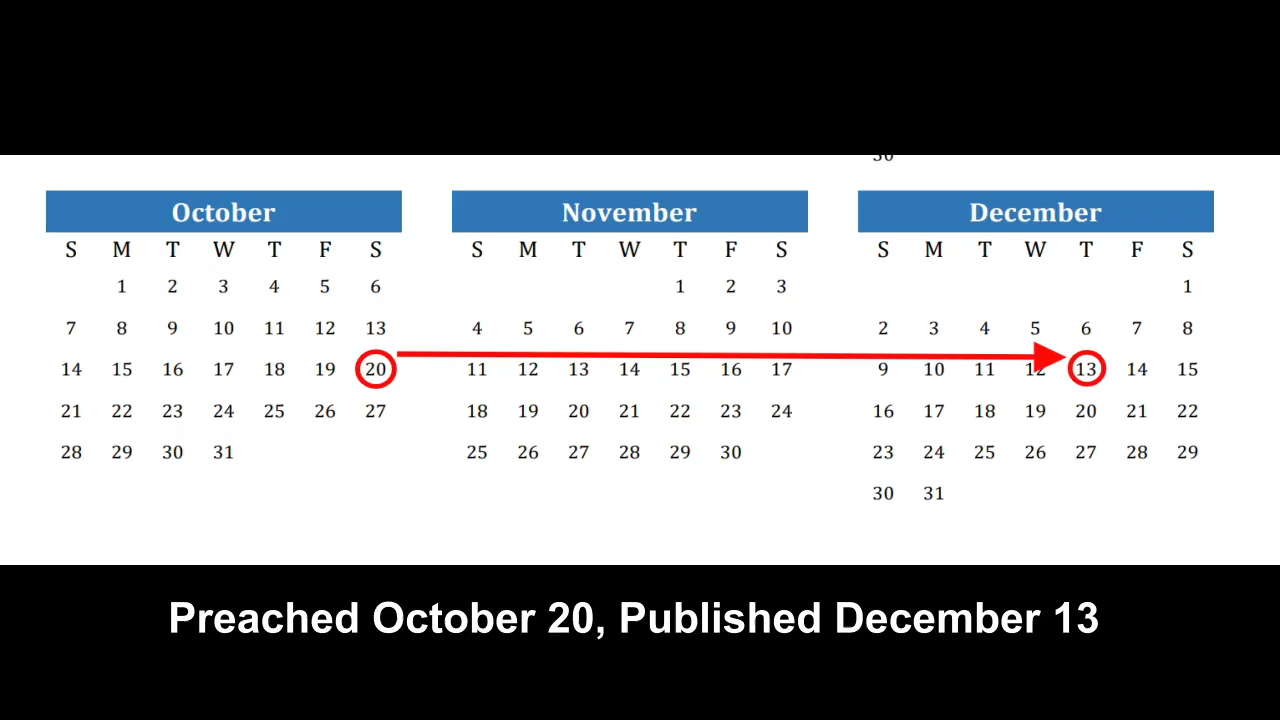 30
October November December
S M T W T F S S M T W T F S S M T W T F S
1 2 3 4 5 6 1 2 3 1
7 8 9 10 11 12 13 4 5 6 7 8 9 10 2 3 4 5 6 7 8
14 15 16 17 18 19 20 11 12 13 14 15 16 17 9 10 11 12 13 14 15
21 22 23 24 25 26 27 18 19 20 21 22 23 24 16 17 18 19 20 21 22
28 29 30 31 25 26 27 28 29 30 23 24 25 26 27 28 29
30 31
Preached October 20, Published December 13